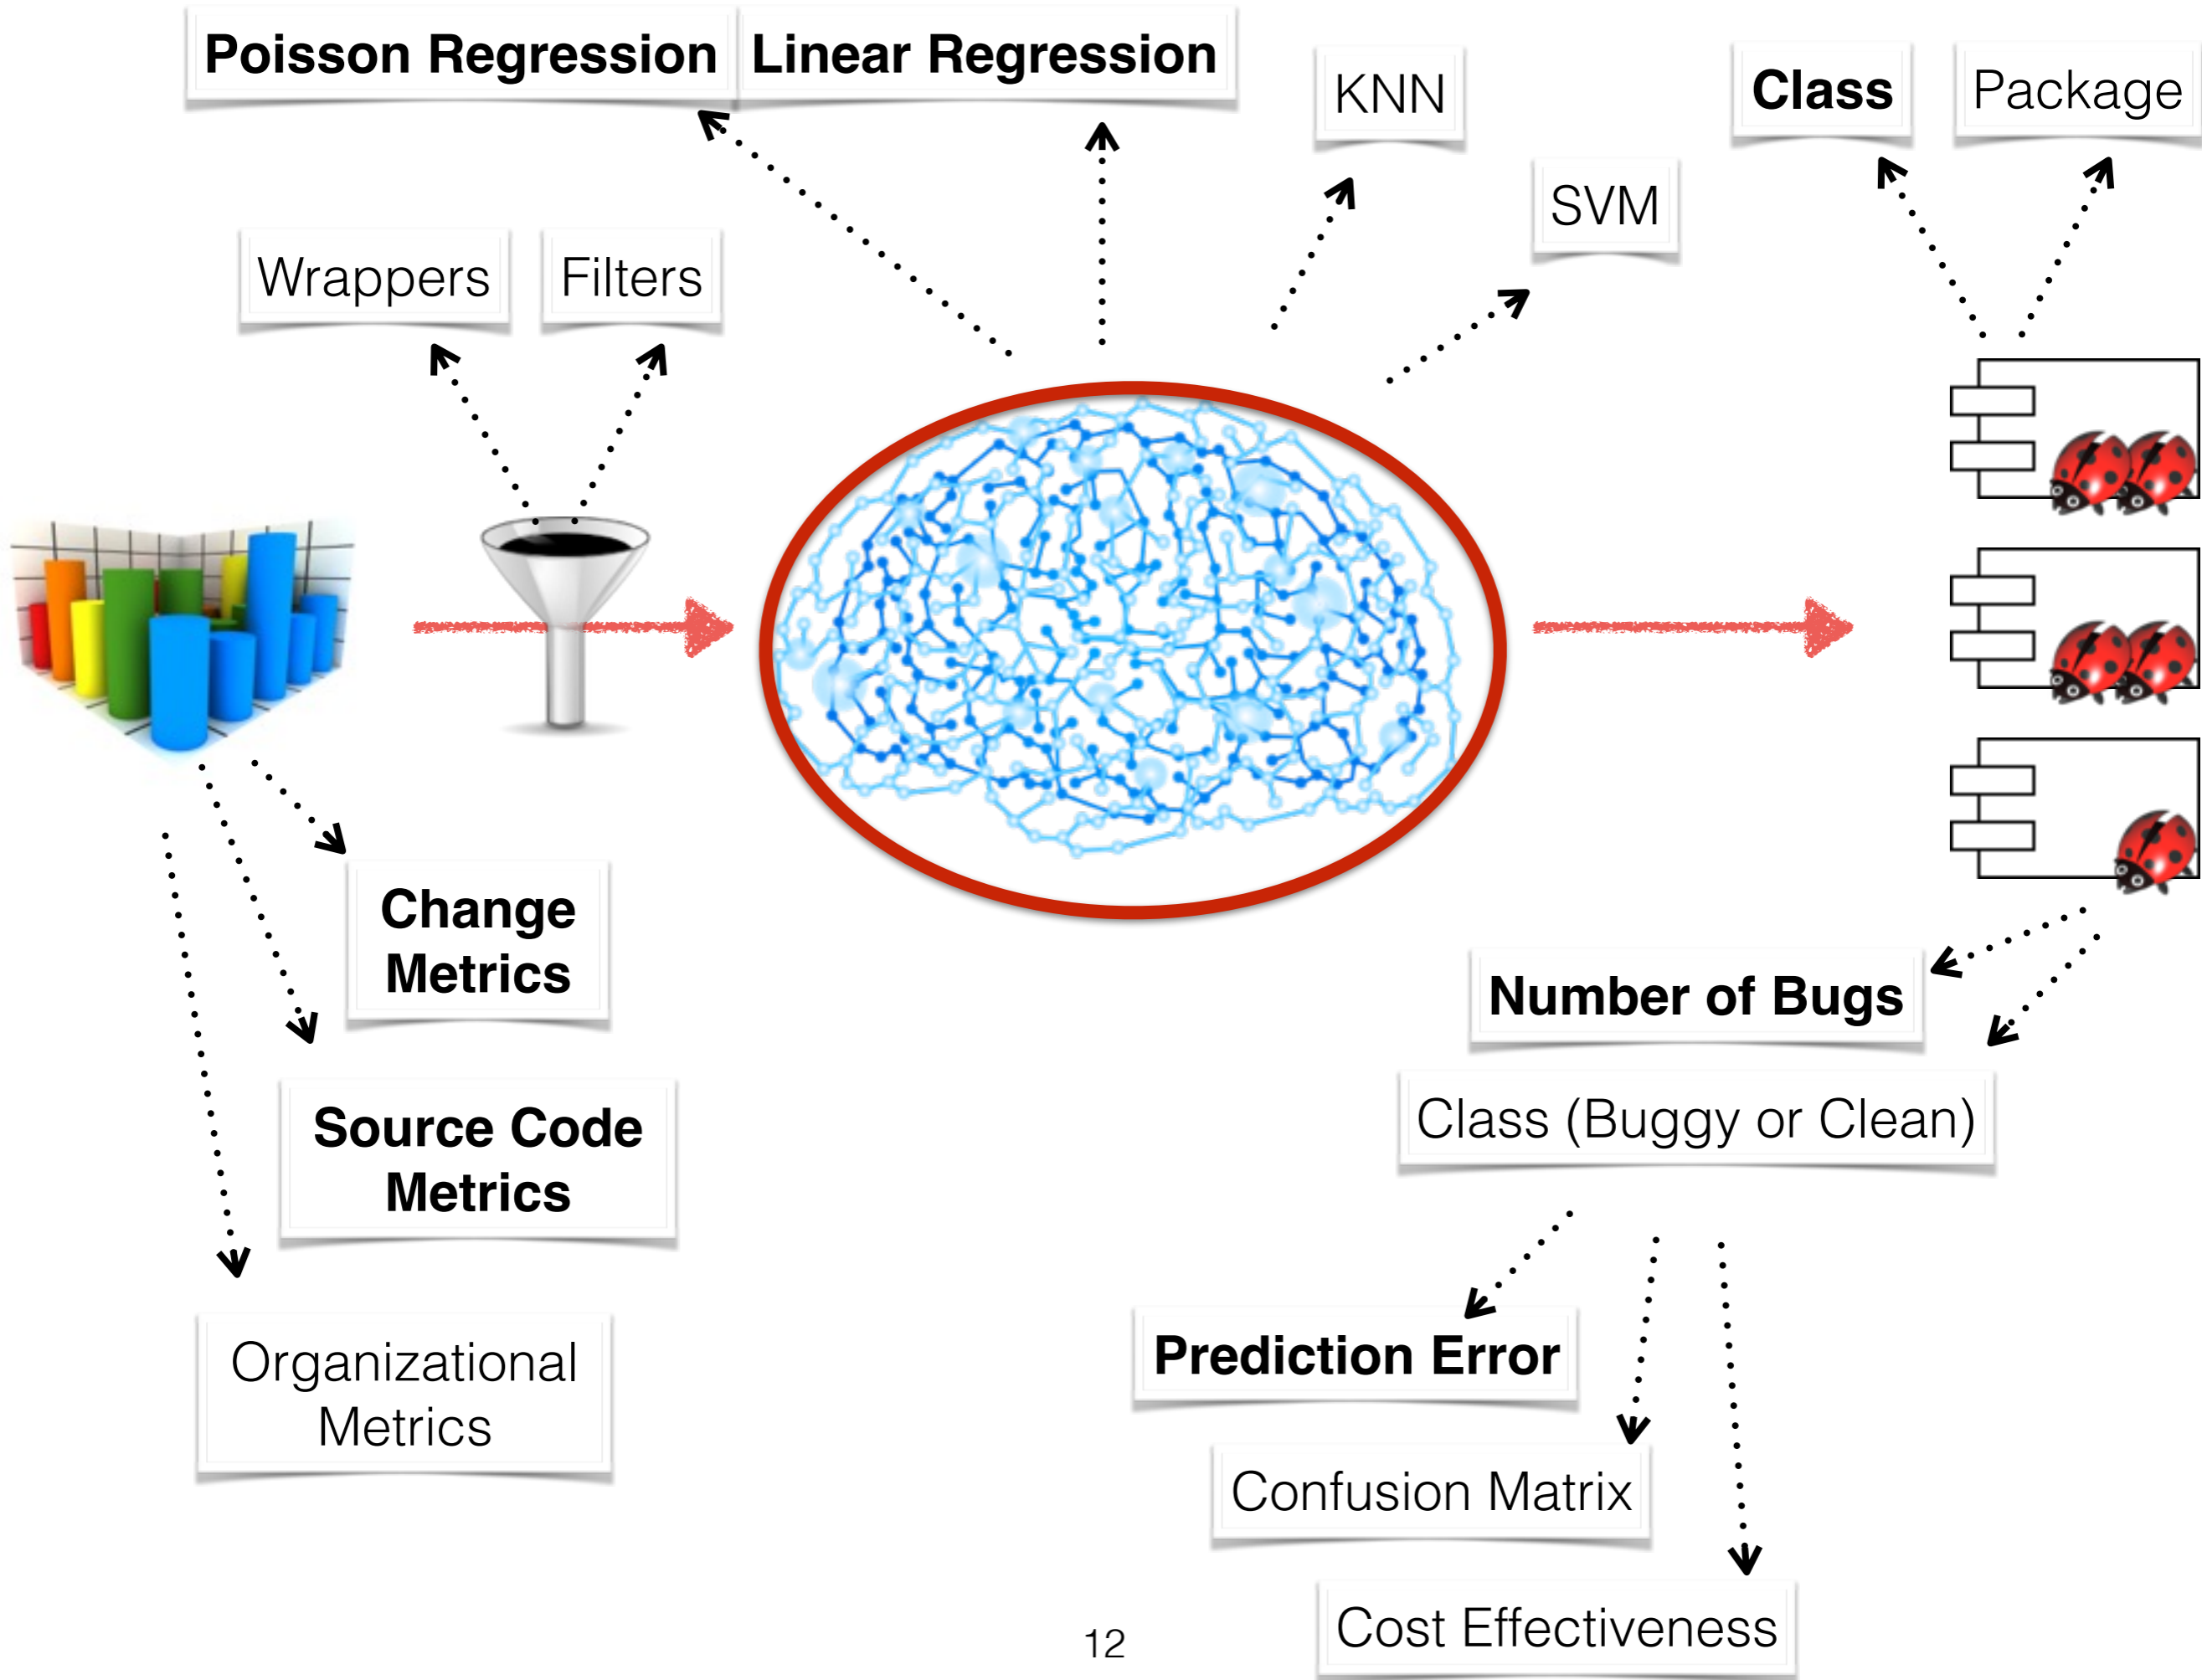 Poisson Regression
Linear Regression
KNN
Class
Package
SVM
Wrappers
Filters
Change
Metrics
Source Code
Metrics
Organizational
Metrics
Number of Bugs
Class (Buggy or Clean)
Prediction Error
Confusion Matrix
Cost Effectiveness
12